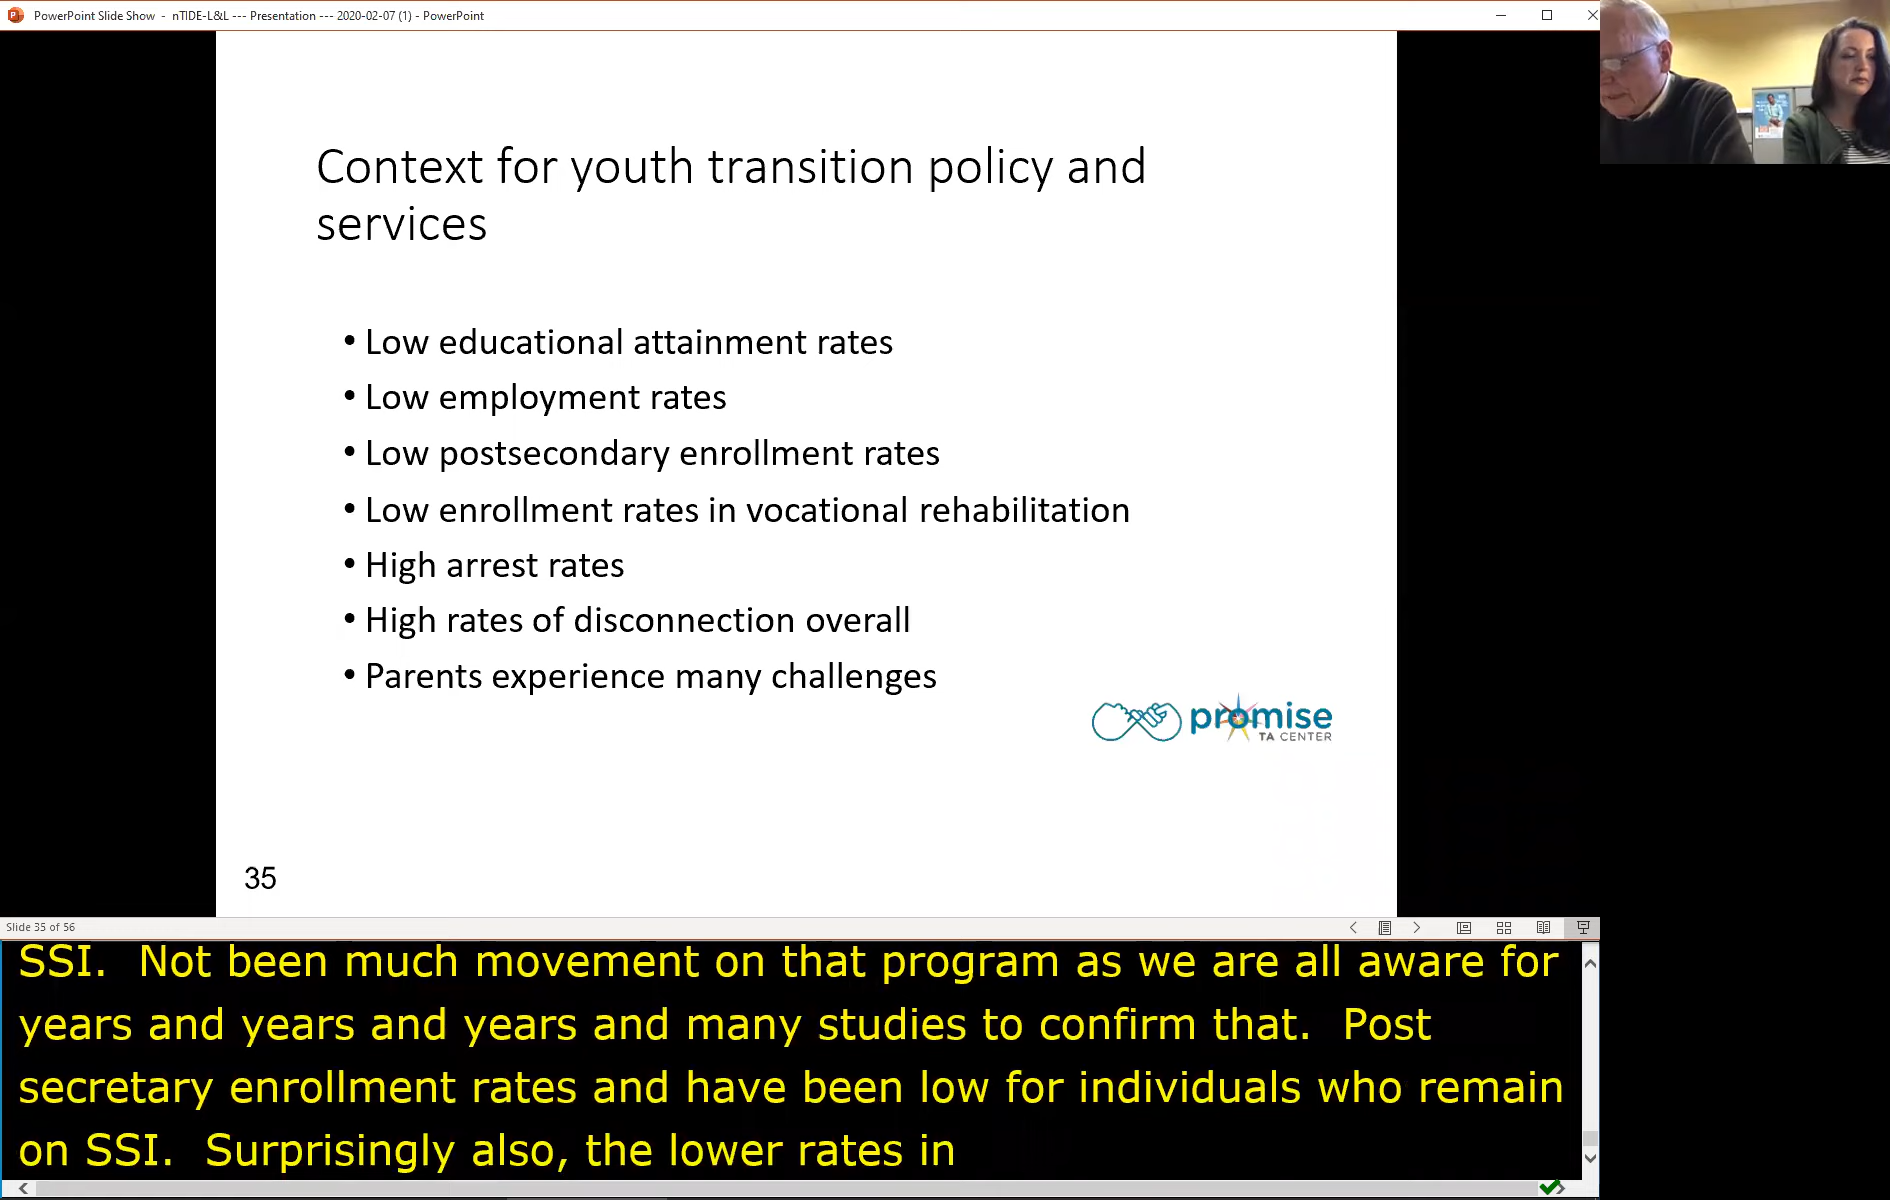 PowerPoint Slide Show - nTIDE-L&L --- Presentation --- 2020-02-07 (1) - PowerPoint
Context for youth transition policy and
services
• Low educational attainment rates
• Low employment rates
• Low postsecondary enrollment rates
• Low enrollment rates in vocational rehabilitation
• High arrest rates
• High rates of disconnection overall
• Parents experience many challenges
promise
TA CENTER
35
Slide 35 of 56
SSI.  Not been much movement on that program as we are all aware for
years and years and years and many studies to confirm that.  Post
secretary enrollment rates and have been low for individuals who remain
on SSI.  Surprisingly also, the lower rates in